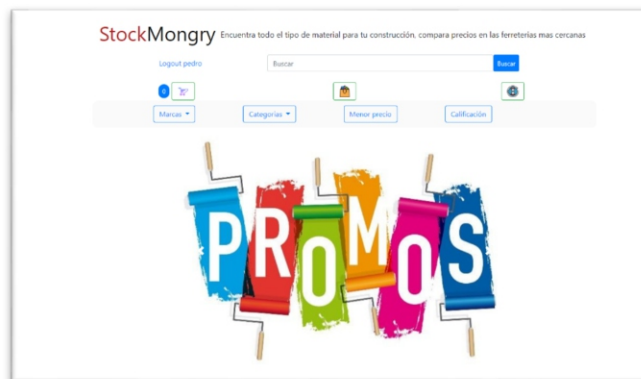 StockMongry Encuentra todo el tipo de material para tu construcción, compara precios en las ferreterias mas cercanas
Logout pedro Buscar Buscar
0
Marcas Categorías Menor precio Calificación
PROMOS